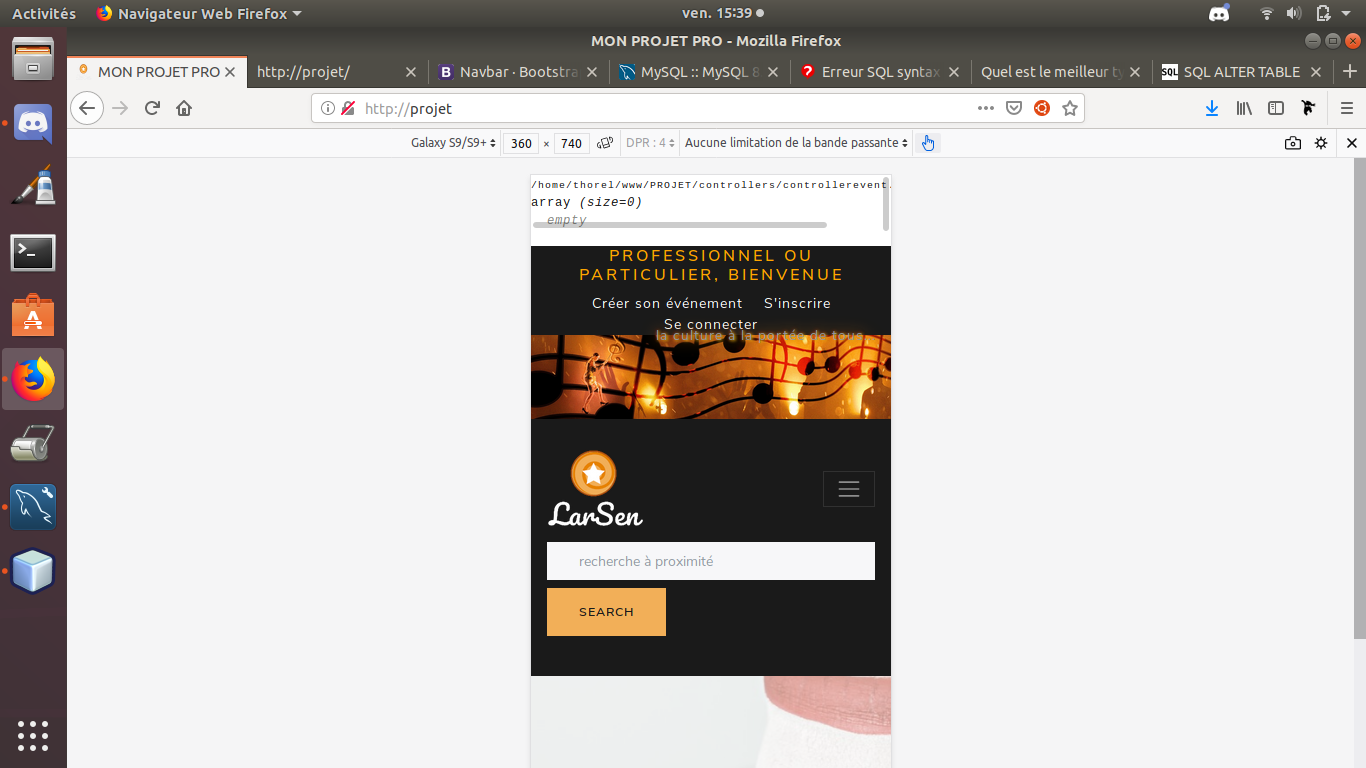 Activités Navigateur Web Firefox ven. 15:39
MON PROJET PRO - Mozilla Firefox
MON PROJET PRO http://projet/ Navbar · Bootstra MySQL :: MySQL 8 Erreur SQL syntax Quel est le meilleur ty SQL SQL ALTER TABLE
http://projet
Galaxy S9/S9+ 360 × 740 DPR : 4 Aucune limitation de la bande passante
/home/thorel/www/PROJET/controllers/controllerevent.
array (size=0)
empty
PROFESSIONNEL OU
PARTICULIER, BIENVENUE
Créer son événement S'inscrire
Se connecter
la culture à la portée de tous
LarSen
recherche à proximité
SEARCH